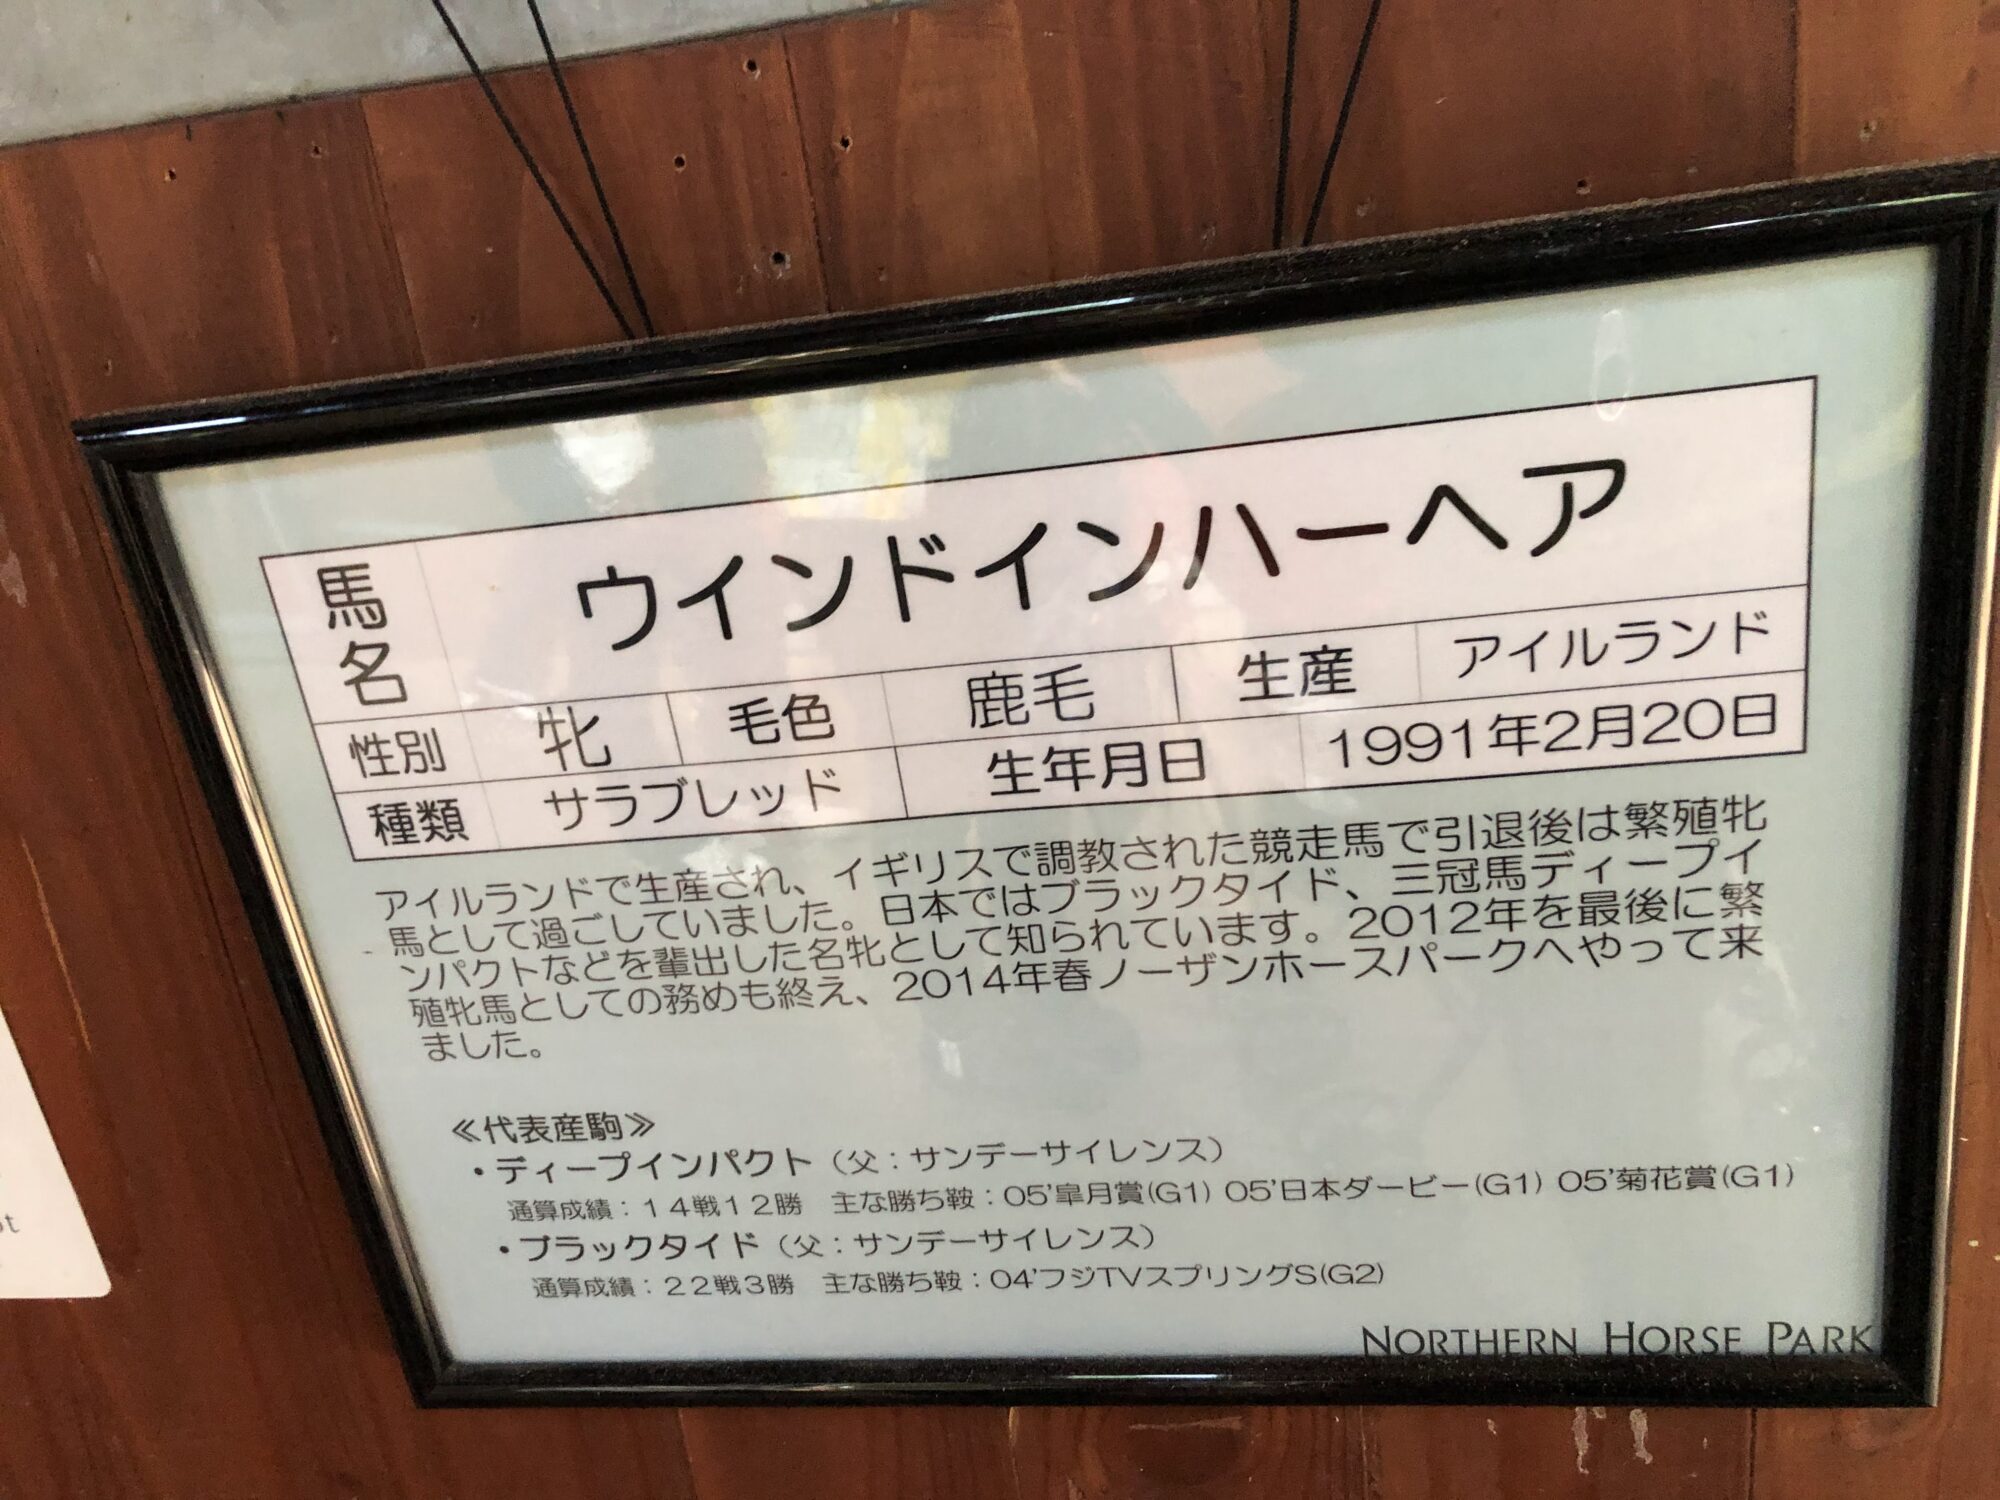 馬名 ウインドインハーヘア
性別 牝 毛色 鹿毛 生産 アイルランド
種類 サラブレッド 生年月日 1991年2月20日
アイルランドで生産され、イギリスで調教された競走馬で引退後は繁殖牝
馬として過ごしていました。日本ではブラックタイド、三冠馬ディープイ
ンパクトなどを輩出した名牝として知られています。2012年を最後に繁
殖牝馬としての務めも終え、2014年春ノーザンホースパークへやって来
ました。
≪代表産駒≫
・ディープインパクト（父：サンデーサイレンス）
通算成績：14戦12勝　主な勝ち鞍：05'皐月賞(G1) 05'日本ダービー(G1) 05'菊花賞(G1)
・ブラックタイド（父：サンデーサイレンス）
通算成績：22戦3勝　主な勝ち鞍：04'フジTVスプリングS(G2)
NORTHERN HORSE PARK